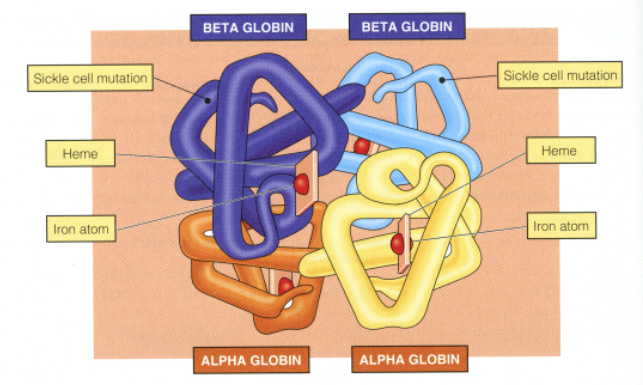 BETA GLOBIN
BETA GLOBIN
Sickle cell mutation
Sickle cell mutation
Heme
Heme
Iron atom
Iron atom
ALPHA GLOBIN
ALPHA GLOBIN